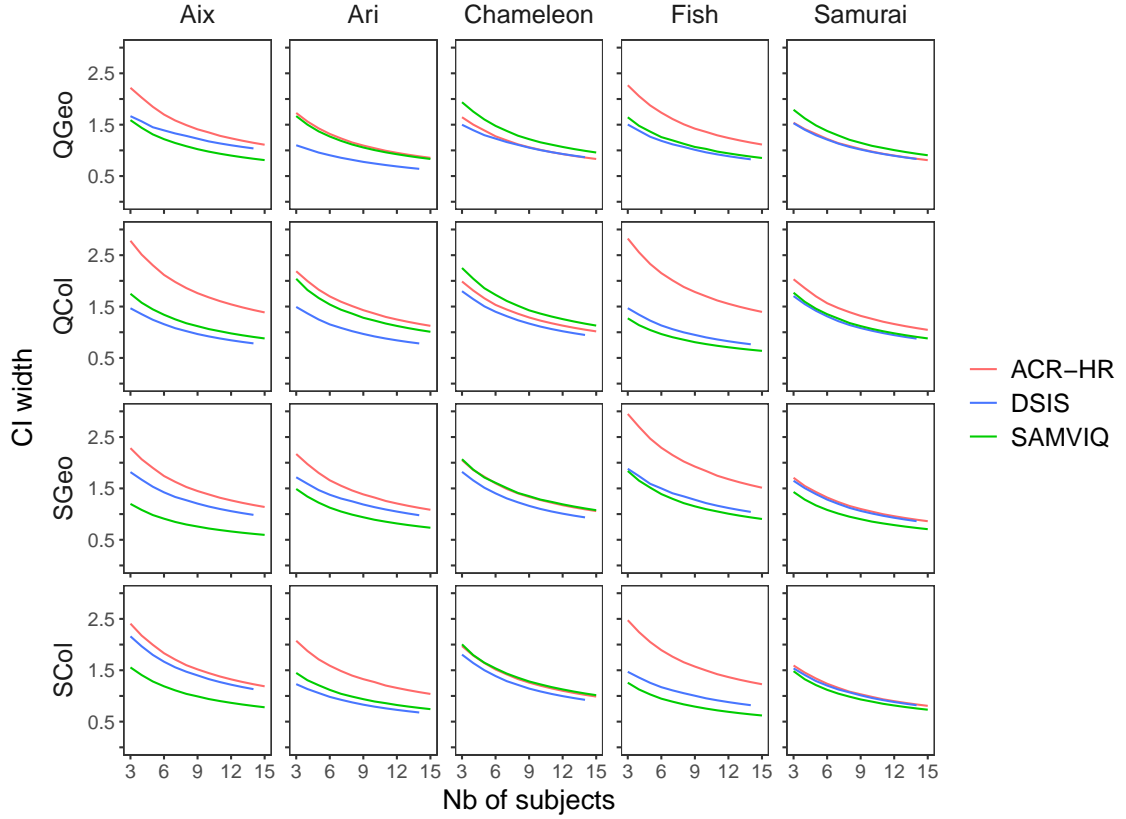 Aix Ari Chameleon Fish Samurai
QGeo
2.5
1.5
0.5
QCol
2.5
1.5
0.5
SGeo
2.5
1.5
0.5
SCol
2.5
1.5
0.5
CI width
ACR−HR
DSIS
SAMVIQ
3 6 9 12 15 3 6 9 12 15 3 6 9 12 15 3 6 9 12 15 3 6 9 12 15
Nb of subjects